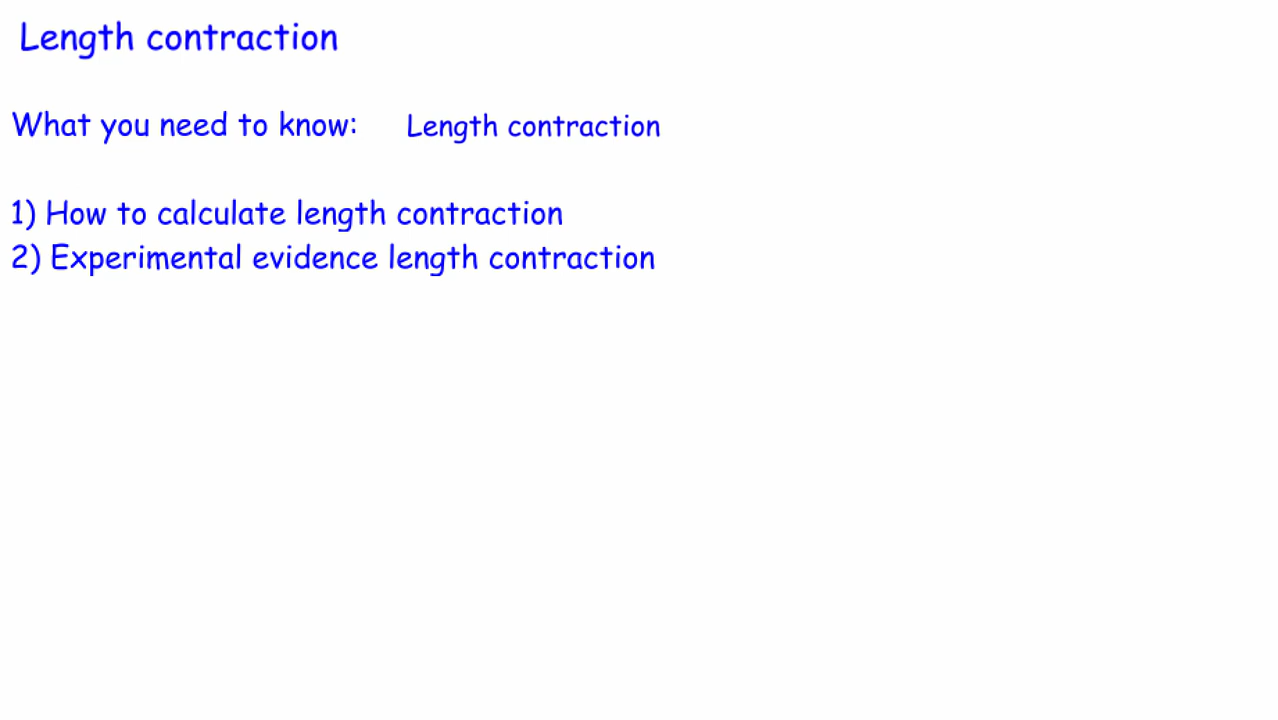 Length contraction
What you need to know: Length contraction
1) How to calculate length contraction
2) Experimental evidence length contraction